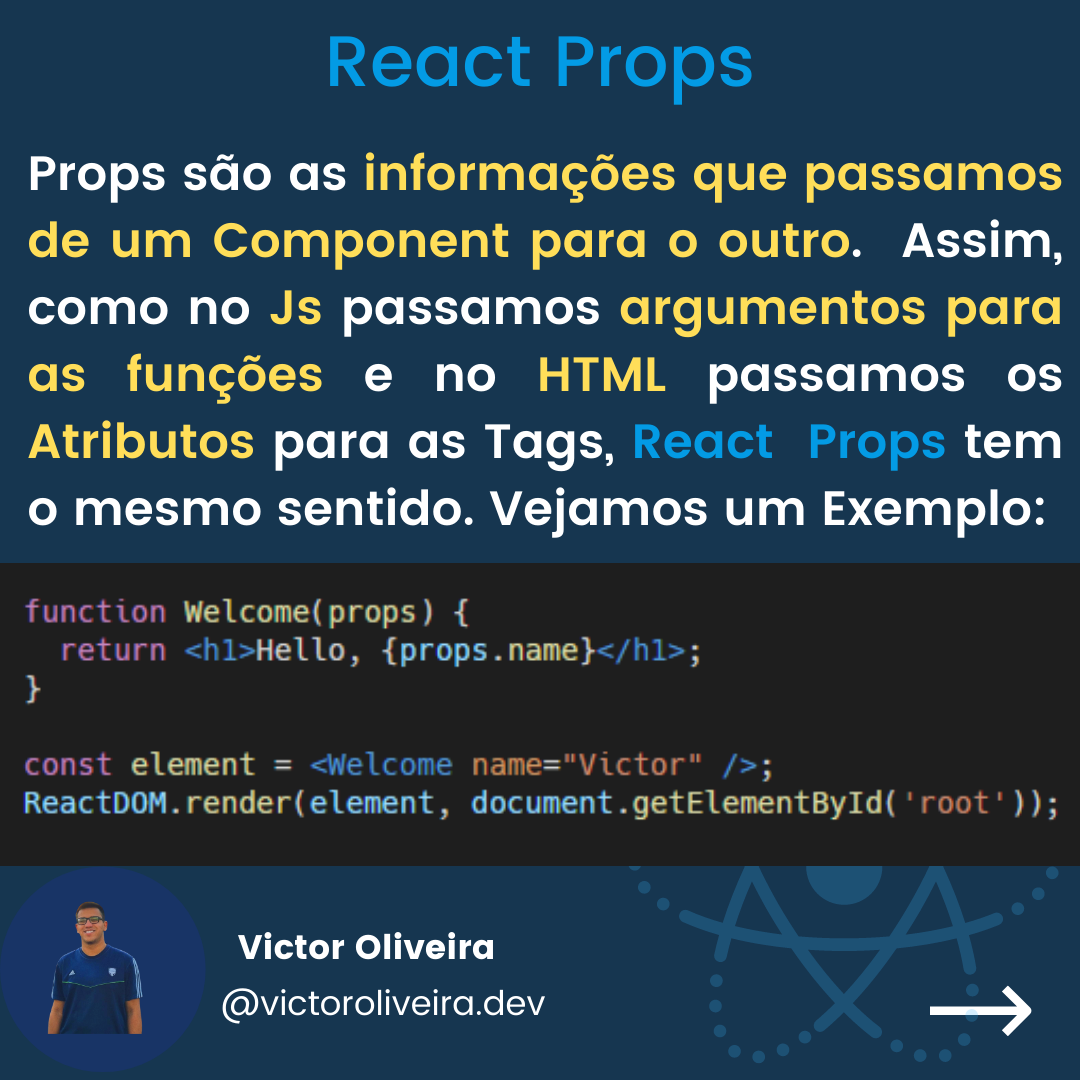 React Props
Props são as informações que passamos
de um Component para o outro. Assim,
como no Js passamos argumentos para
as funções e no HTML passamos os
Atributos para as Tags, React Props tem
o mesmo sentido. Vejamos um Exemplo:
function Welcome(props) {
  return <h1>Hello, {props.name}</h1>;
}
const element = <Welcome name="Victor" />;
ReactDOM.render(element, document.getElementById('root'));
Victor Oliveira
@victoroliveira.dev